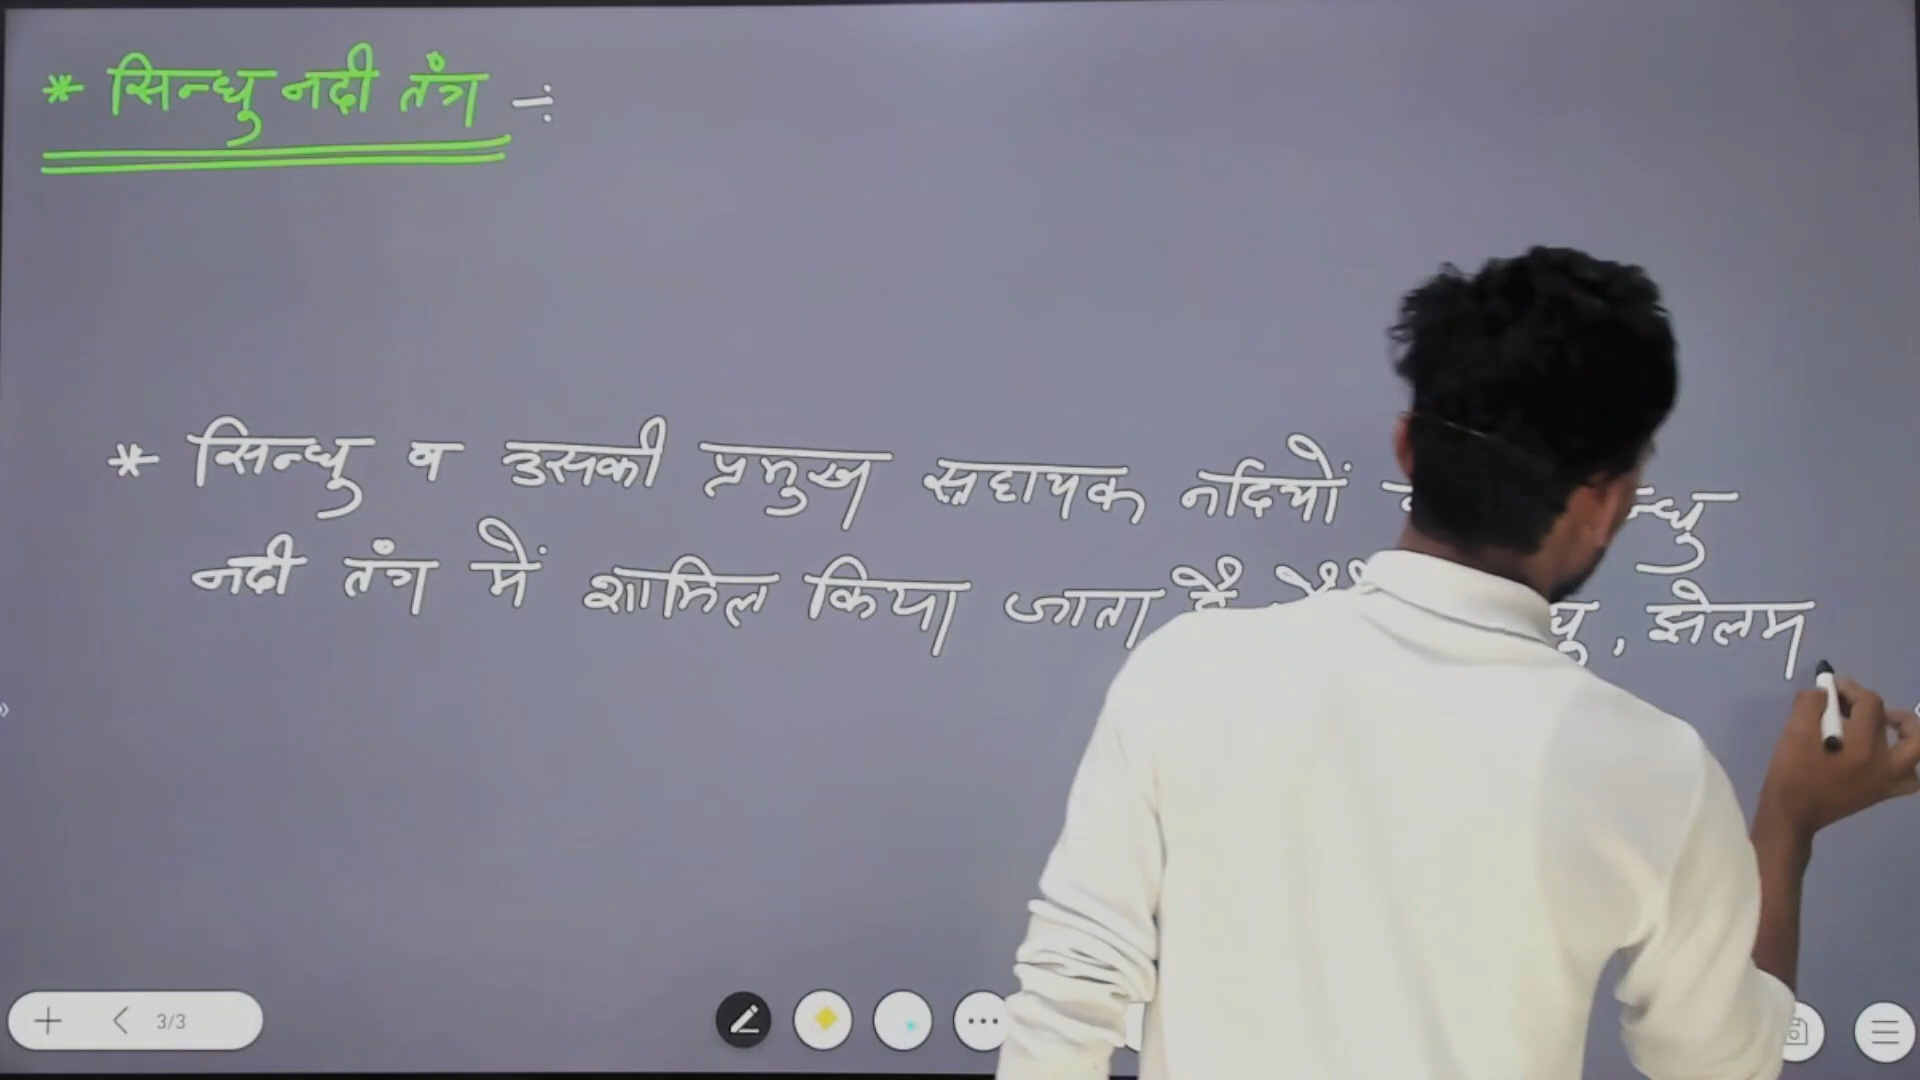 * सिन्धु नदी तंत्र ÷
* सिन्धु व उसकी प्रमुख सहायक नदियों
नदी तंत्र में शामिल किया जाता है , झेलम
3/3